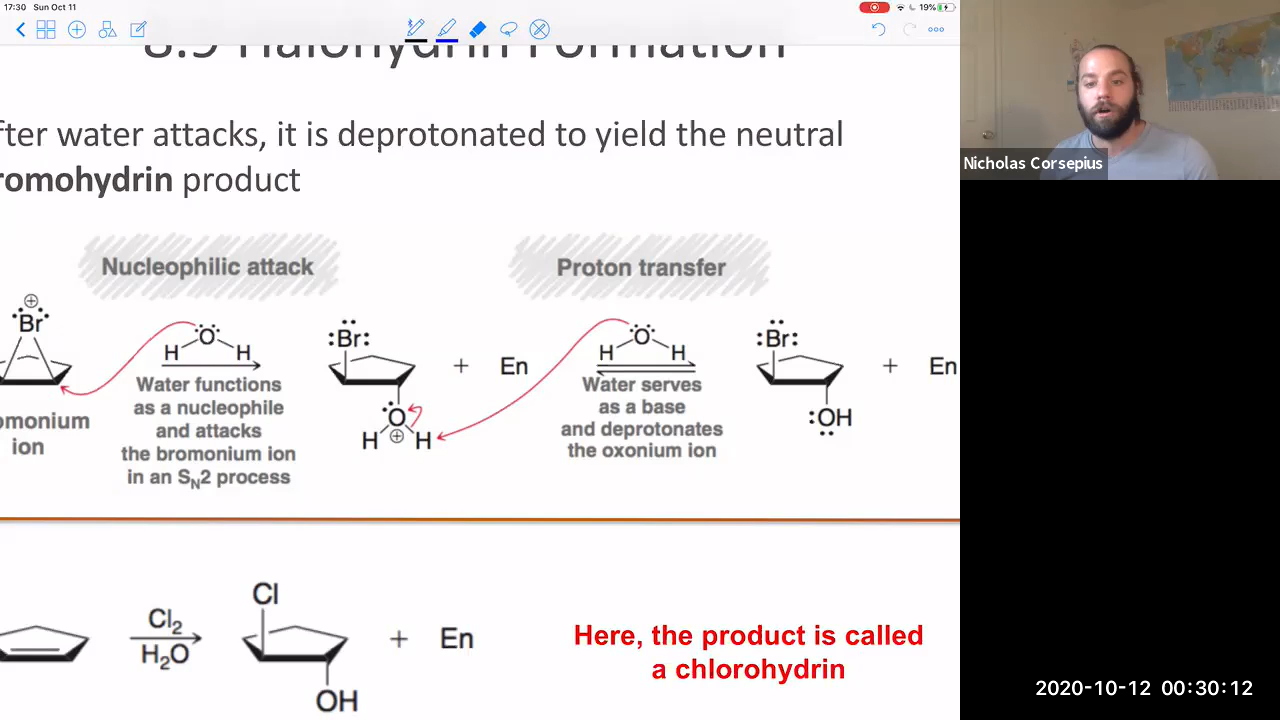 17:30 Sun Oct 11
19%
8.9 Halohydrin Formation
fter water attacks, it is deprotonated to yield the neutral
romohydrin product
Nucleophilic attack
Proton transfer
Br
H O H
Br
+ En
H O H
Br
+ En
Water functions
as a nucleophile
and attacks
the bromonium ion
in an SN2 process
H O H
Water serves
as a base
and deprotonates
the oxonium ion
:OH
omonium
ion
Cl2
H2O
Cl
OH
+ En
Here, the product is called
a chlorohydrin
Nicholas Corsepius
2020-10-12 00:30:12